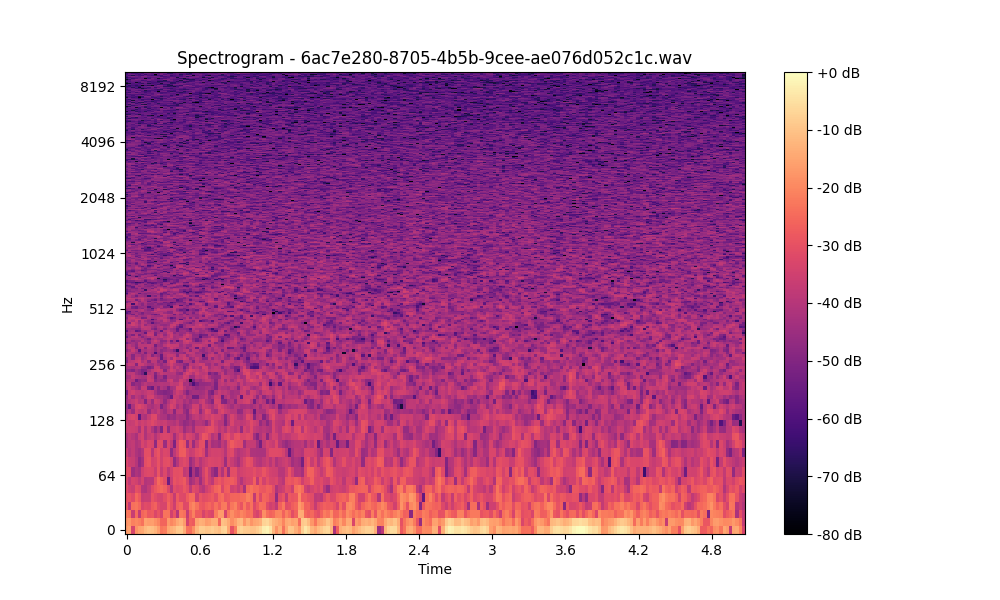 Spectrogram - 6ac7e280-8705-4b5b-9cee-ae076d052c1c.wav
8192
4096
2048
1024
512
256
128
64
0
Hz
0 0.6 1.2 1.8 2.4 3 3.6 4.2 4.8
Time
+0 dB
-10 dB
-20 dB
-30 dB
-40 dB
-50 dB
-60 dB
-70 dB
-80 dB